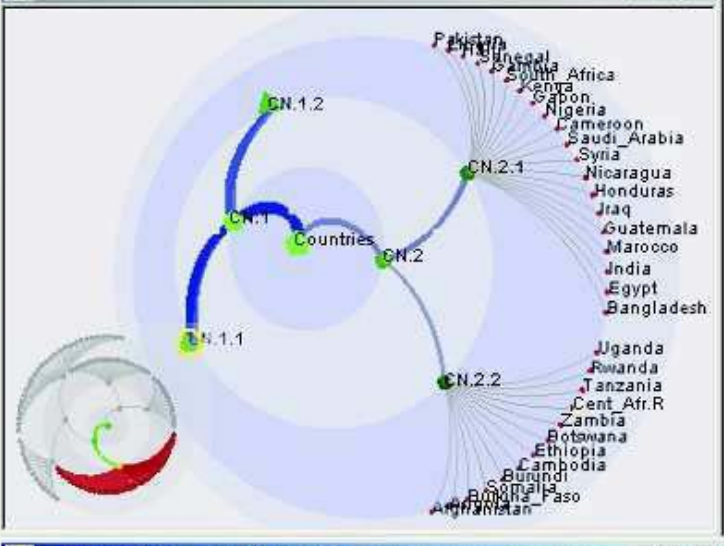 Pakistan
Senegal
Gambia
South_Africa
Kenya
Gabon
Nigeria
Cameroon
Saudi_Arabia
Syria
Nicaragua
Honduras
Iraq
Guatemala
Marocco
India
Egypt
Bangladesh
CN.1.2
CN.2.1
CN.1
Countries
CN.2
CN.1.1
CN.2.2
Uganda
Rwanda
Tanzania
Cent_Afr.R
Zambia
Botswana
Ethiopia
Cambodia
Burundi
Somalia
Burkina_Faso
Angola
Afghanistan